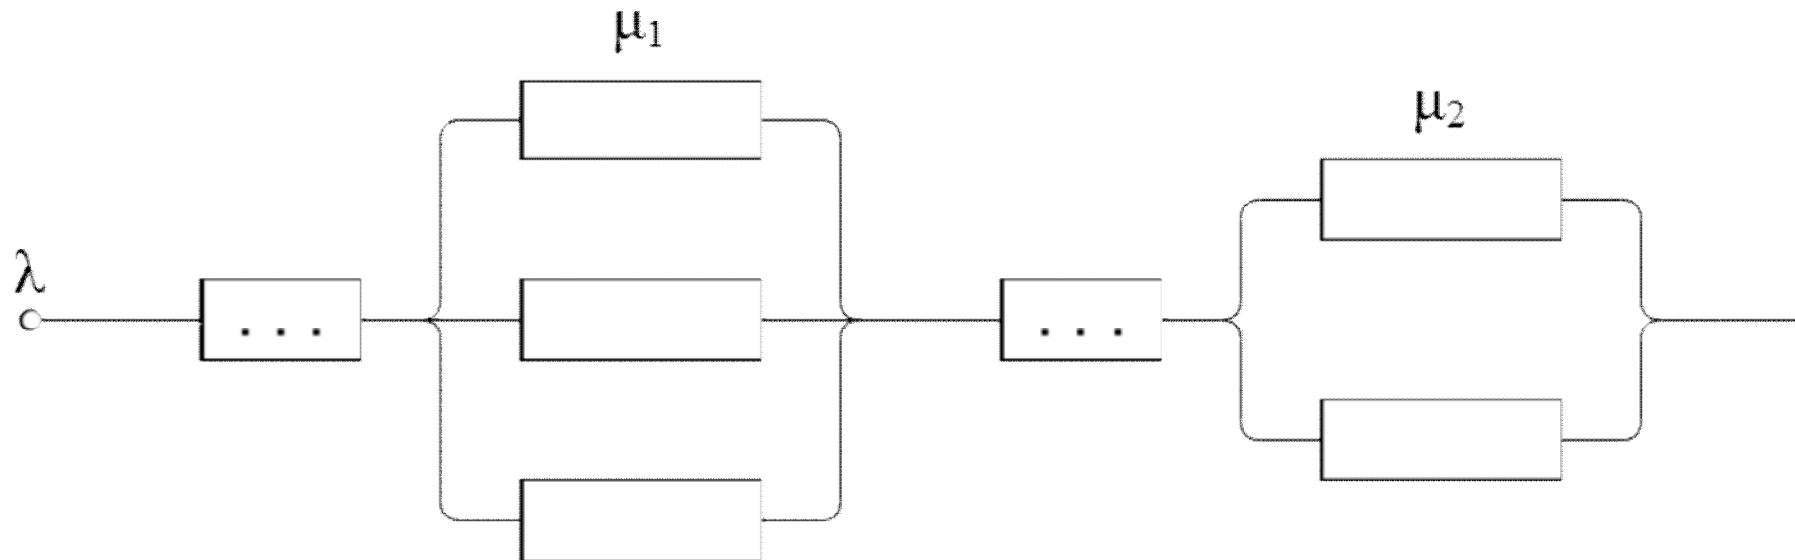 μ₁
μ₂
λ
. . .
. . .